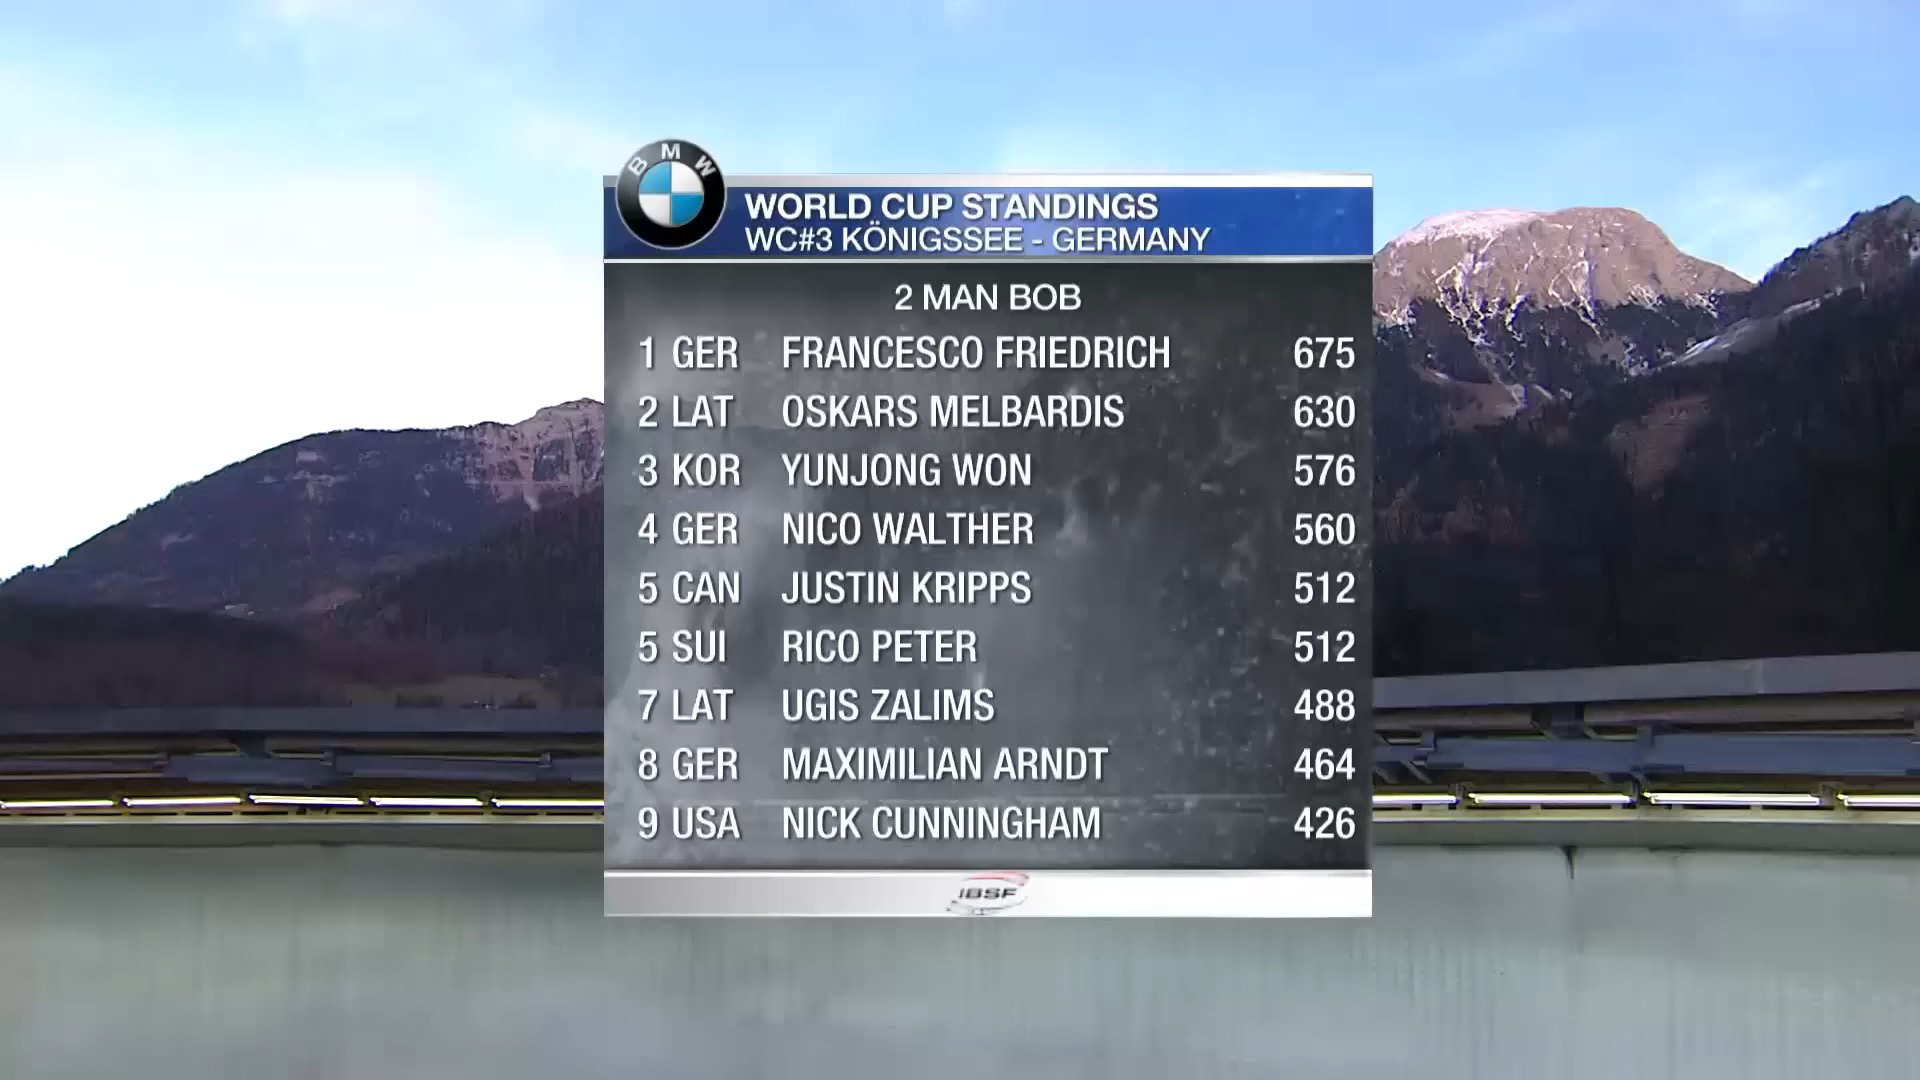 BMW
WORLD CUP STANDINGS
WC#3 KÖNIGSSEE - GERMANY
2 MAN BOB
1 GER FRANCESCO FRIEDRICH 675
2 LAT OSKARS MELBARDIS 630
3 KOR YUNJONG WON 576
4 GER NICO WALTHER 560
5 CAN JUSTIN KRIPPS 512
5 SUI RICO PETER 512
7 LAT UGIS ZALIMS 488
8 GER MAXIMILIAN ARNDT 464
9 USA NICK CUNNINGHAM 426
IBSF